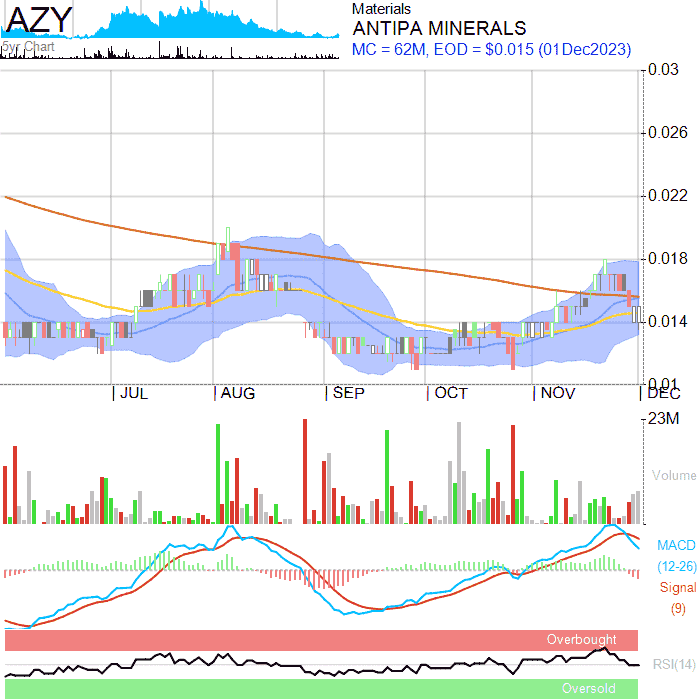 AZY
5yr Chart
Materials
ANTIPA MINERALS
MC = 62M, EOD = $0.015 (01Dec2023)
0.03
0.026
0.022
0.018
0.014
0.01
JUL
AUG
SEP
OCT
NOV
DEC
23M
Volume
MACD
(12-26)
Signal
(9)
Overbought
RSI(14)
Oversold